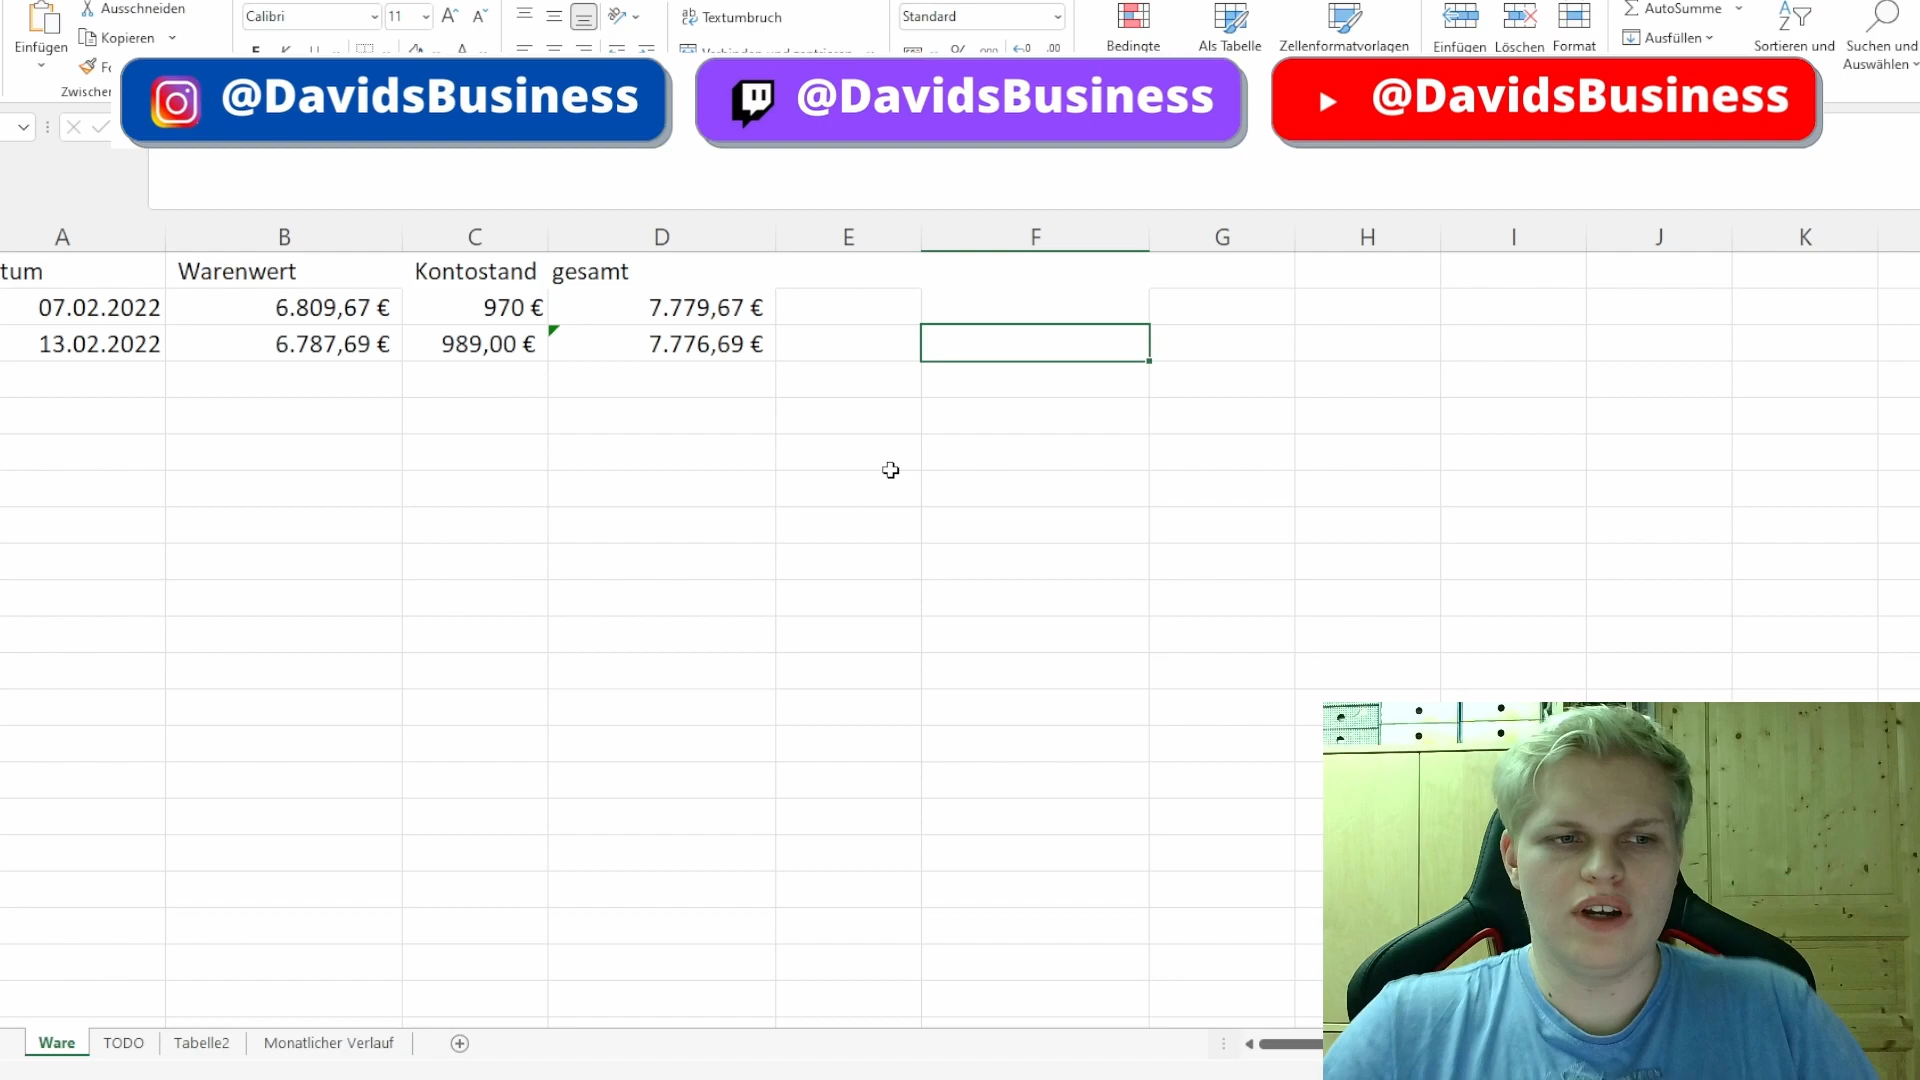 Ausschneiden
Calibri
11
Textumbruch
Standard
AutoSumme
Einfügen
Kopieren
Bedingte
Als Tabelle
Zellenformatvorlagen
Einfügen
Löschen
Format
Ausfüllen
Sortieren und
Suchen und
Auswählen
Zwischen
@DavidsBusiness
@DavidsBusiness
@DavidsBusiness
A B C D E F G H I J K
tum Warenwert Kontostand gesamt
07.02.2022 6.809,67 € 970 € 7.779,67 €
13.02.2022 6.787,69 € 989,00 € 7.776,69 €
Ware TODO Tabelle2 Monatlicher Verlauf